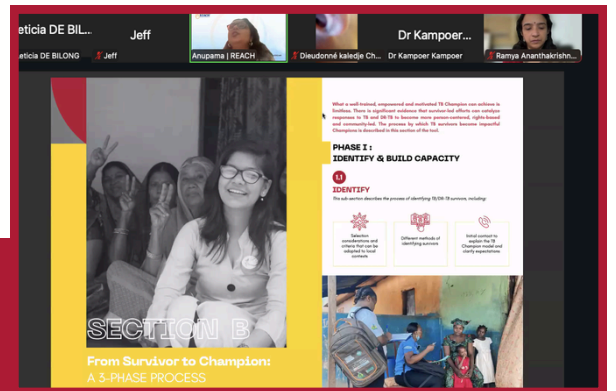 eticia DE BIL...
Jeff
Dr Kampoer...
eticia DE BILONG
Jeff
Anupama | REACH
Dieudonné kaledje Ch...
Dr Kampoer Kampoer
Ramya Ananthakrishn...
What a well-trained, empowered and motivated TB Champion can achieve is
limitless. There is significant evidence that survivor-led efforts can catalyze
responses to TB and DR-TB to become more person-centered, rights-based
and community-led. The process by which TB survivors become impactful
Champions is described in this section of the tool.
PHASE I :
IDENTIFY & BUILD CAPACITY
1.1
IDENTIFY
This sub-section describes the process of identifying TB/DR-TB survivors, including:
Selection
considerations and
criteria that can be
adapted to local
contexts
Different methods of
identifying survivors
Initial contact to
explain the TB
Champion model and
clarify expectations
SECTION B
From Survivor to Champion:
A 3-PHASE PROCESS